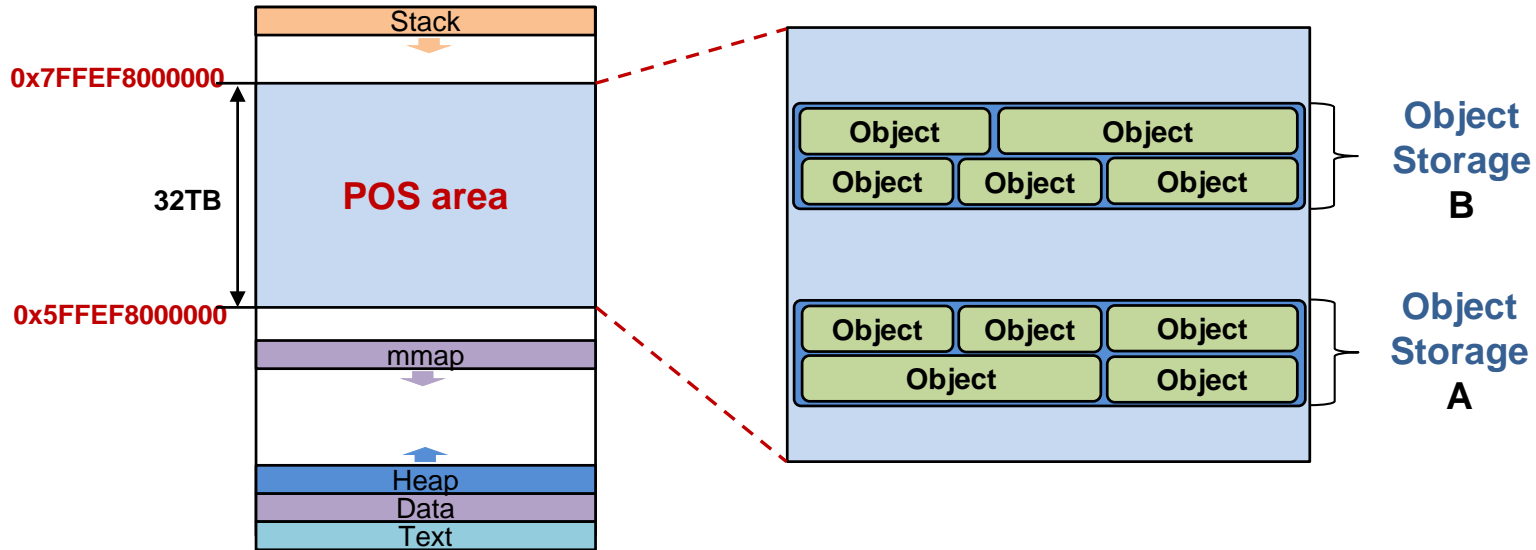 Stack
0x7FFEF8000000
32TB
POS area
0x5FFEF8000000
mmap
Heap
Data
Text
Object Object
Object Object Object
Object
Storage
B
Object Object Object
Object Object
Object
Storage
A